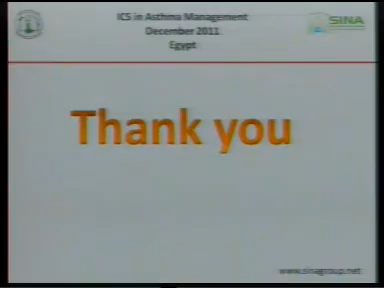 ICS in Asthma Management
December 2011
Egypt
SINA
Thank you
www.sinagroup.net